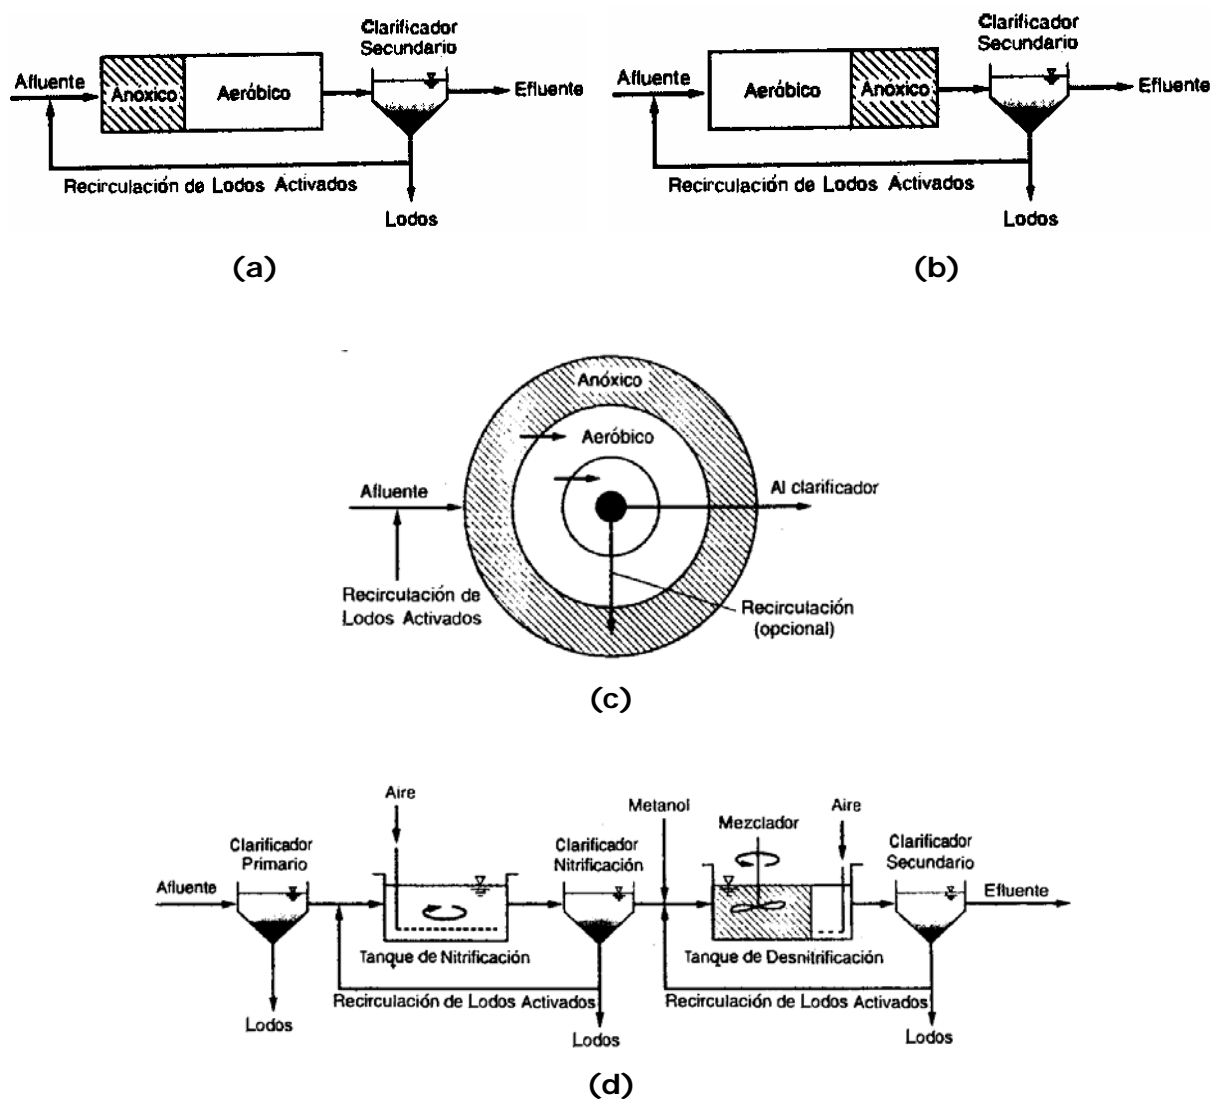 Clarificador
Secundario
Afluente
Anóxico
Aeróbico
Efluente
Recirculación de Lodos Activados
Lodos
(a)
Clarificador
Secundario
Afluente
Aeróbico
Anóxico
Efluente
Recirculación de Lodos Activados
Lodos
(b)
Anóxico
Aeróbico
Afluente
Al clarificador
Recirculación de
Lodos Activados
Recirculación
(opcional)
(c)
Aire
Metanol
Aire
Mezclador
Clarificador
Primario
Clarificador
Nitrificación
Clarificador
Secundario
Afluente
Efluente
Tanque de Nitrificación
Tanque de Desnitrificación
Recirculación de Lodos Activados
Recirculación de Lodos Activados
Lodos
Lodos
Lodos
(d)